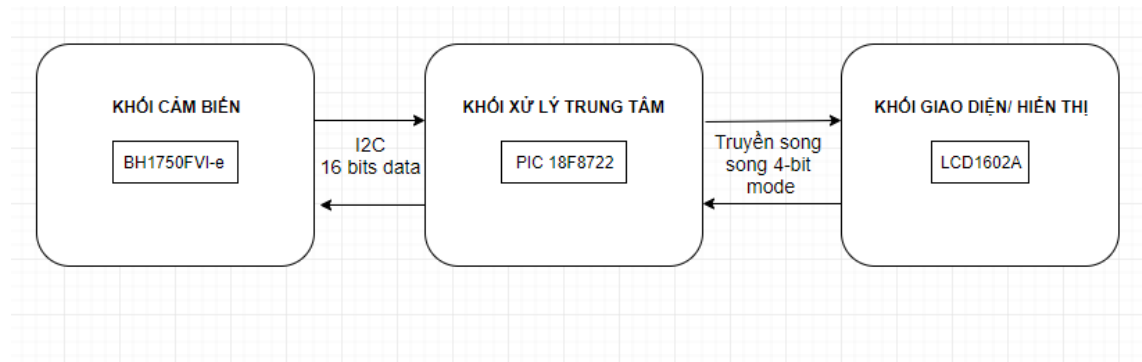 KHỐI CẢM BIẾN
BH1750FVI-e
I2C
16 bits data
KHỐI XỬ LÝ TRUNG TÂM
PIC 18F8722
Truyền song
song 4-bit
mode
KHỐI GIAO DIỆN/ HIỂN THỊ
LCD1602A